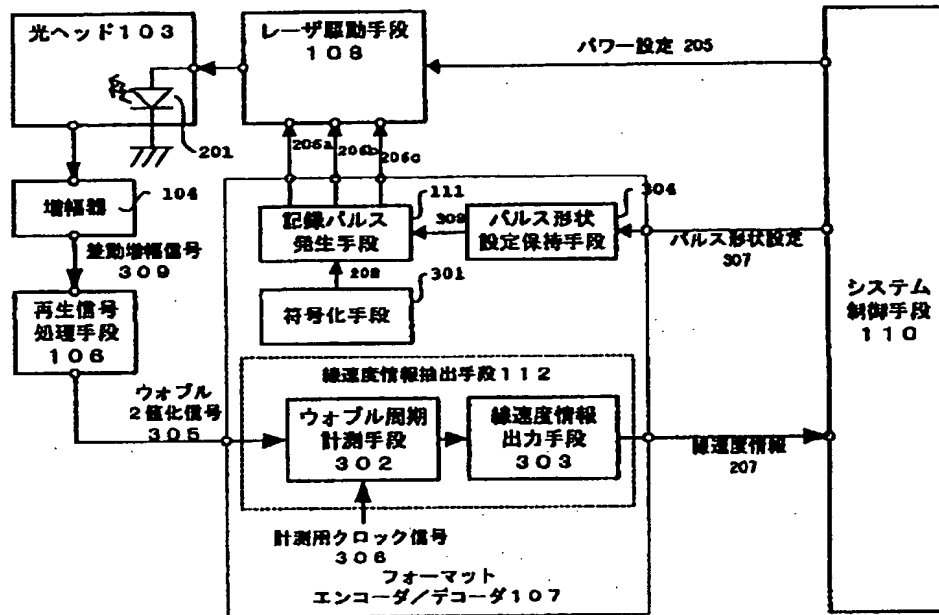 光ヘッド103
201
レーザ駆動手段
108
パワー設定 205
206a
206b
206c
増幅器
104
差動増幅信号
309
再生信号
処理手段
106
記録パルス
発生手段
111
パルス形状
設定保持手段
304
パルス形状設定
307
符号化手段
301
システム
制御手段
110
線速度情報抽出手段112
ウォブル
2値化信号
305
ウォブル周期
計測手段
302
線速度情報
出力手段
303
線速度情報
207
計測用クロック信号
306
フォーマット
エンコーダ/デコーダ107